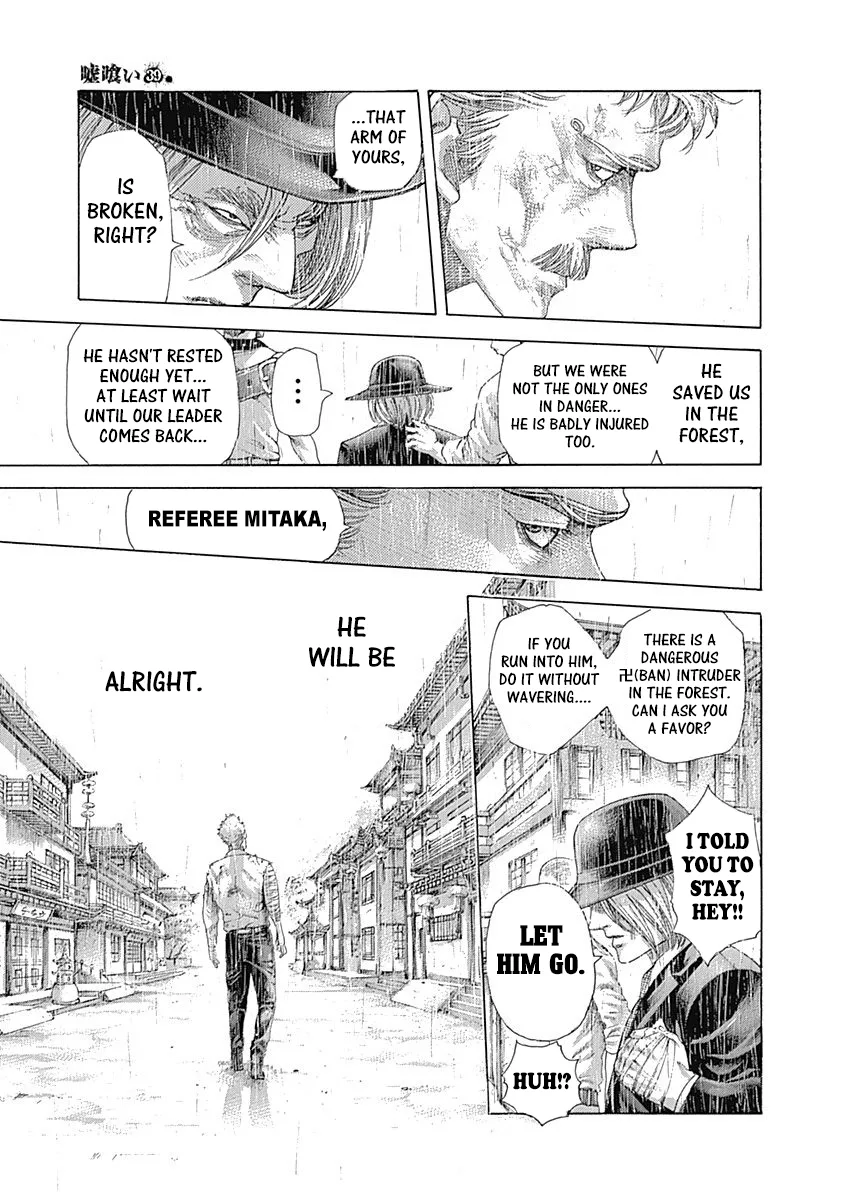 嘘喰い㊴.
...THAT
ARM OF
YOURS,
IS
BROKEN,
RIGHT?
HE
SAVED US
IN THE
FOREST,
BUT WE WERE
NOT THE ONLY ONES
IN DANGER...
HE IS BADLY INJURED
TOO.
...
HE HASN'T RESTED
ENOUGH YET...
AT LEAST WAIT
UNTIL OUR LEADER
COMES BACK...
REFEREE MITAKA,
THERE IS A
DANGEROUS
卍(BAN) INTRUDER
IN THE FOREST.
CAN I ASK YOU
A FAVOR?
IF YOU
RUN INTO HIM,
DO IT WITHOUT
WAVERING....
I TOLD
YOU TO
STAY,
HEY!!
LET
HIM GO.
HUH!?
HE
WILL BE
ALRIGHT.